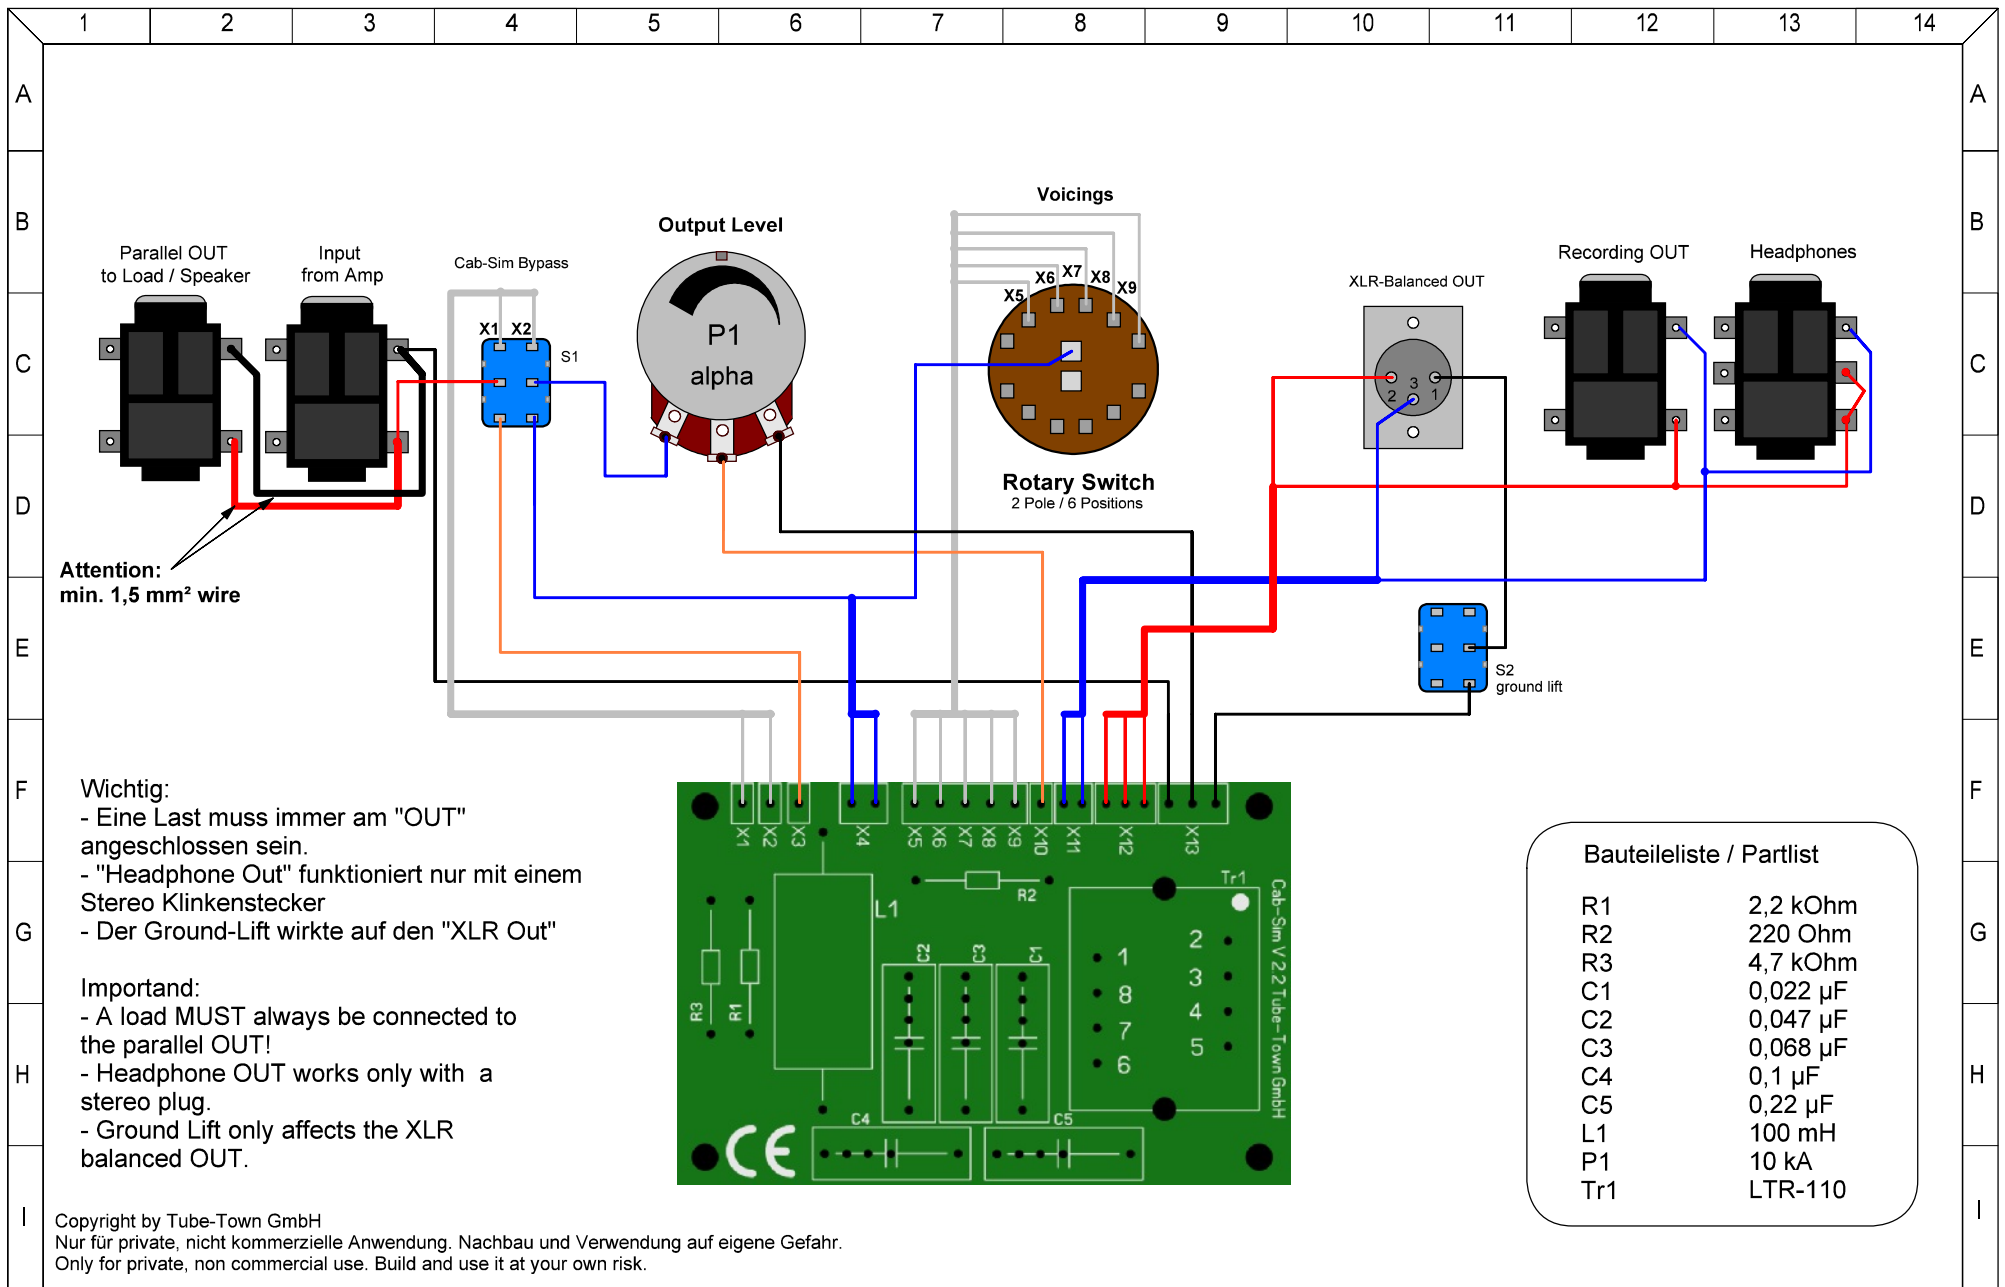 1 2 3 4 5 6 7 8 9 10 11 12 13 14
A A
B B
C C
D D
E E
F F
G G
H H
I I
Parallel OUT
to Load / Speaker
Input
from Amp
Cab-Sim Bypass
X1 X2
S1
Output Level
P1
alpha
Voicings
X5 X6 X7 X8 X9
Rotary Switch
2 Pole / 6 Positions
XLR-Balanced OUT
3
2 1
Recording OUT
Headphones
Attention:
min. 1,5 mm² wire
S2
ground lift
Wichtig:
- Eine Last muss immer am "OUT"
angeschlossen sein.
- "Headphone Out" funktioniert nur mit einem
Stereo Klinkenstecker
- Der Ground-Lift wirkte auf den "XLR Out"
Importand:
- A load MUST always be connected to
the parallel OUT!
- Headphone OUT works only with a
stereo plug.
- Ground Lift only affects the XLR
balanced OUT.
X1 X2 X3 X4 X5 X6 X7 X8 X9 X10 X11 X12 X13
R2
Tr1
L1
R3
R1
C2
C3
C1
C4
C5
1
8
7
6
2
3
4
5
Cab-Sim V 2.2 Tube-Town GmbH
CE
Bauteileliste / Partlist
R1 2,2 kOhm
R2 220 Ohm
R3 4,7 kOhm
C1 0,022 µF
C2 0,047 µF
C3 0,068 µF
C4 0,1 µF
C5 0,22 µF
L1 100 mH
P1 10 kA
Tr1 LTR-110
Copyright by Tube-Town GmbH
Nur für private, nicht kommerzielle Anwendung. Nachbau und Verwendung auf eigene Gefahr.
Only for private, non commercial use. Build and use it at your own risk.